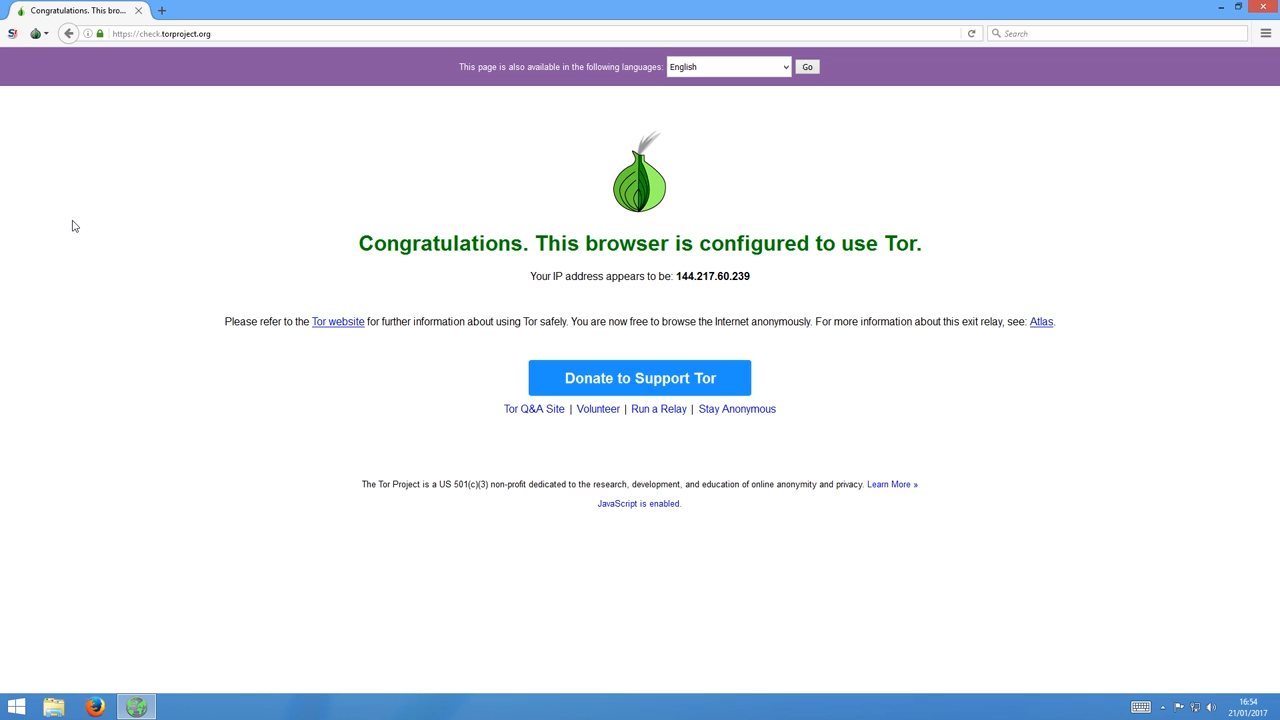 Congratulations. This bro...
https://check.torproject.org
Search
This page is also available in the following languages: English Go
Congratulations. This browser is configured to use Tor.
Your IP address appears to be: 144.217.60.239
Please refer to the Tor website for further information about using Tor safely. You are now free to browse the Internet anonymously. For more information about this exit relay, see: Atlas.
Donate to Support Tor
Tor Q&A Site | Volunteer | Run a Relay | Stay Anonymous
The Tor Project is a US 501(c)(3) non-profit dedicated to the research, development, and education of online anonymity and privacy. Learn More »
JavaScript is enabled.
16:54
21/01/2017